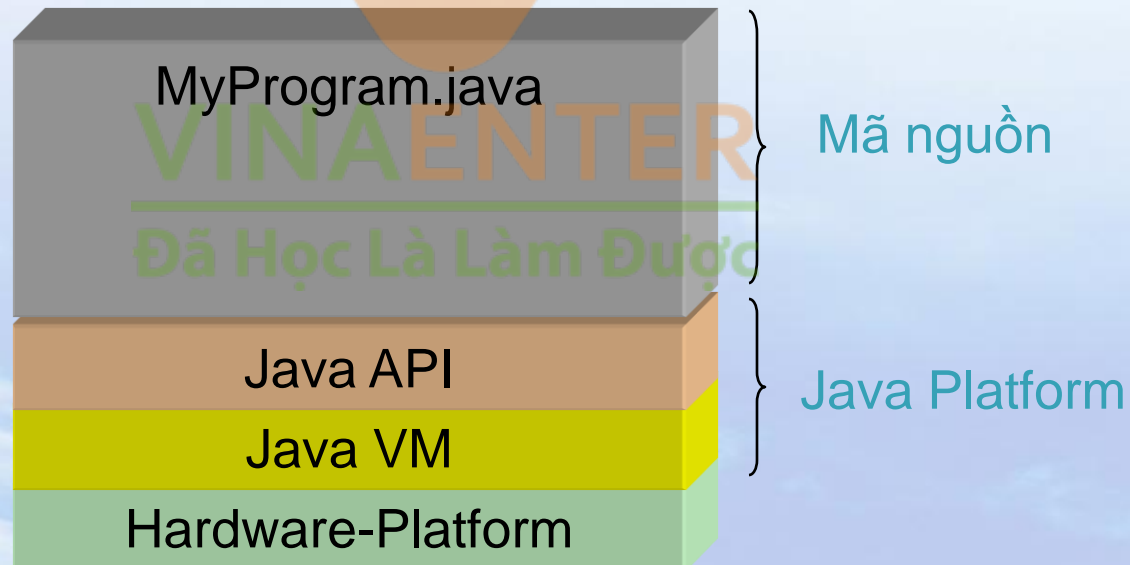 MyProgram.java
VINAENTER
Đã Học Là Làm Được
Mã nguồn
Java API
Java Platform
Java VM
Hardware-Platform